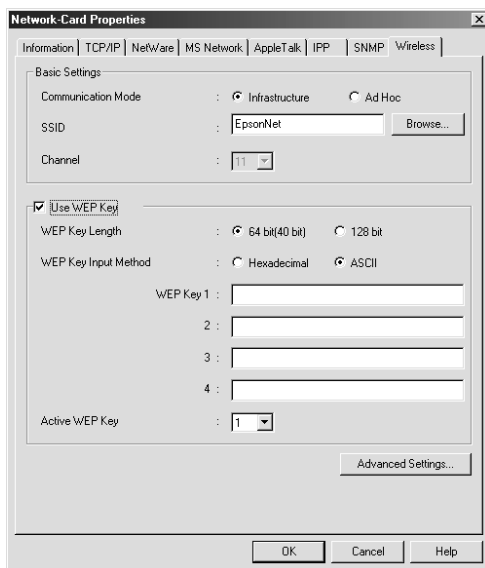 Network-Card Properties
Information TCP/IP NetWare MS Network AppleTalk IPP SNMP Wireless
Basic Settings
Communication Mode : Infrastructure Ad Hoc
SSID : EpsonNet Browse...
Channel : 11
Use WEP Key
WEP Key Length : 64 bit(40 bit) 128 bit
WEP Key Input Method : Hexadecimal ASCII
WEP Key 1 :
2 :
3 :
4 :
Active WEP Key : 1
Advanced Settings...
OK Cancel Help